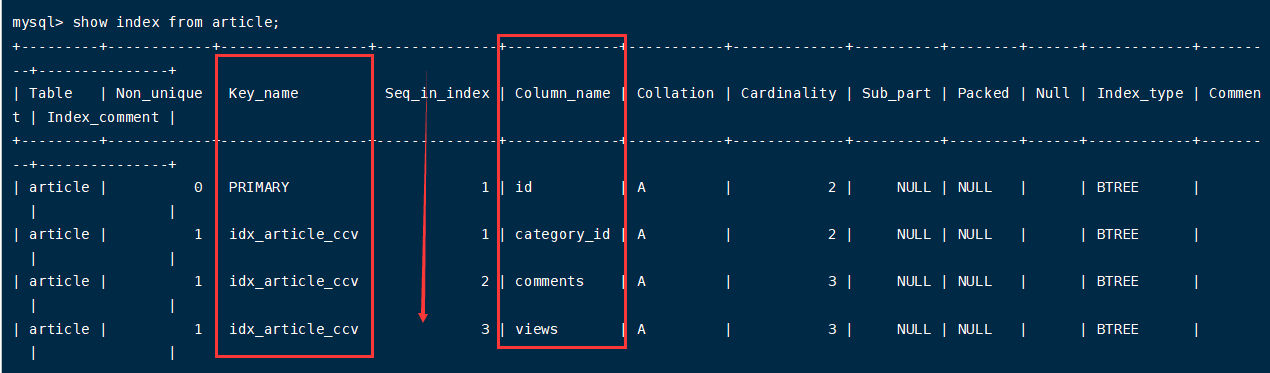 mysql> show index from article;
+---------+------------+------------------+--------------+-------------+-----------+-------------+----------+--------+------+------------+-------
--+---------------+
| Table   | Non_unique   Key_name          Seq_in_index | Column_name | Collation | Cardinality | Sub_part | Packed | Null | Index_type | Commen
t | Index_comment |
+---------+------------+------------------+--------------+-------------+-----------+-------------+----------+--------+------+------------+-------
--+---------------+
| article |          0   PRIMARY                      1 | id          | A         |           2 |     NULL | NULL   |      | BTREE      |
  |               |
| article |          1   idx_article_ccv              1 | category_id | A         |           2 |     NULL | NULL   |      | BTREE      |
  |               |
| article |          1   idx_article_ccv              2 | comments    | A         |           3 |     NULL | NULL   |      | BTREE      |
  |               |
| article |          1   idx_article_ccv              3 | views       | A         |           3 |     NULL | NULL   |      | BTREE      |
  |               |